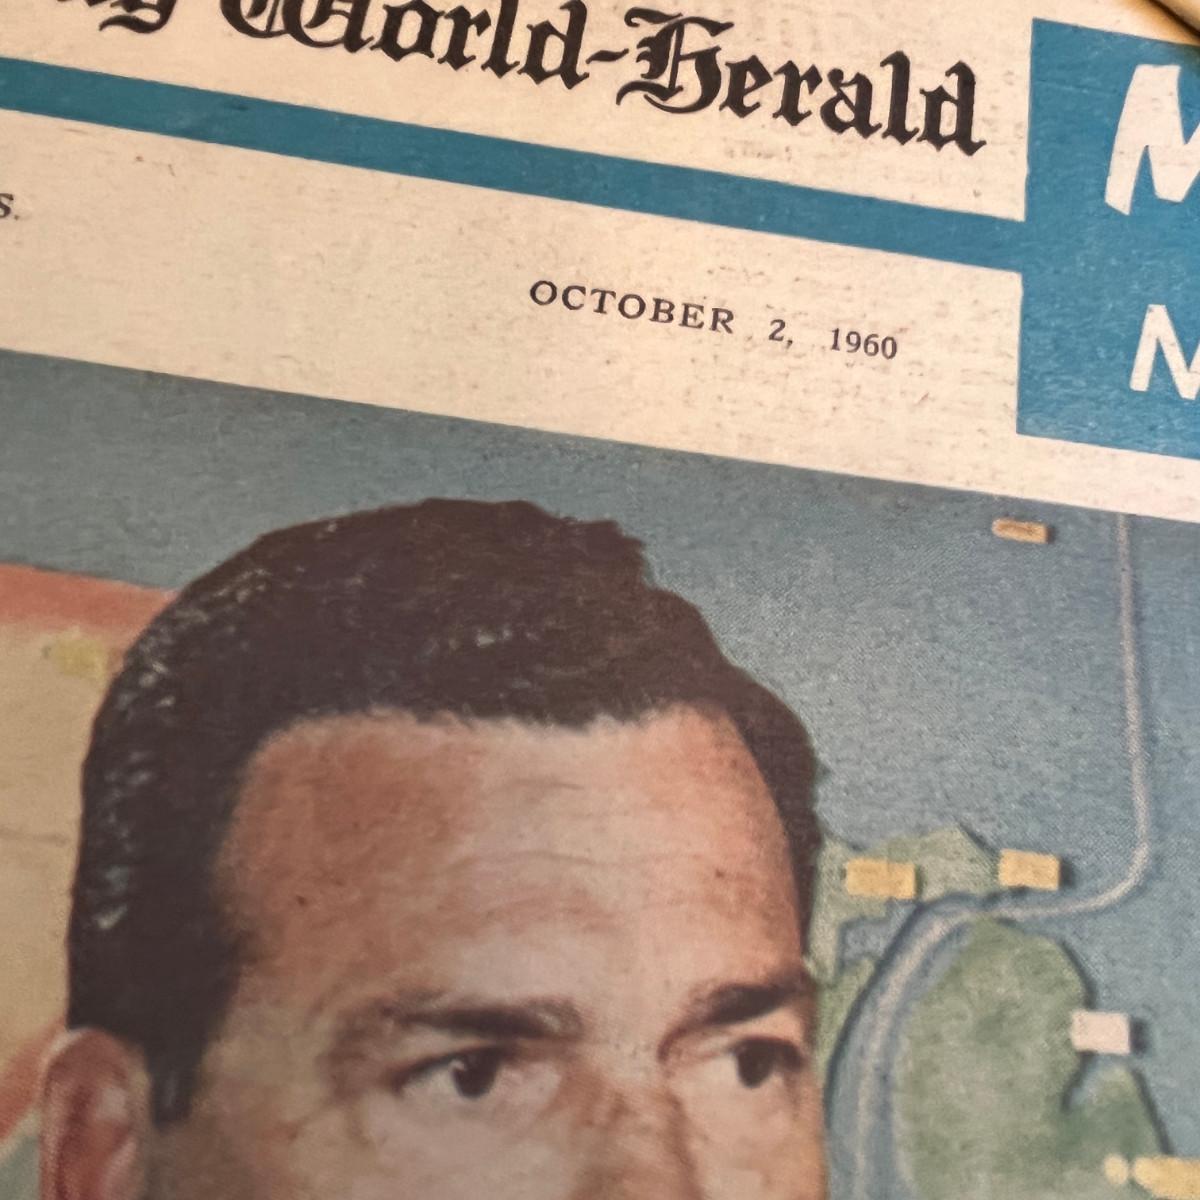 World-Herald
M
S.
OCTOBER 2, 1960
N